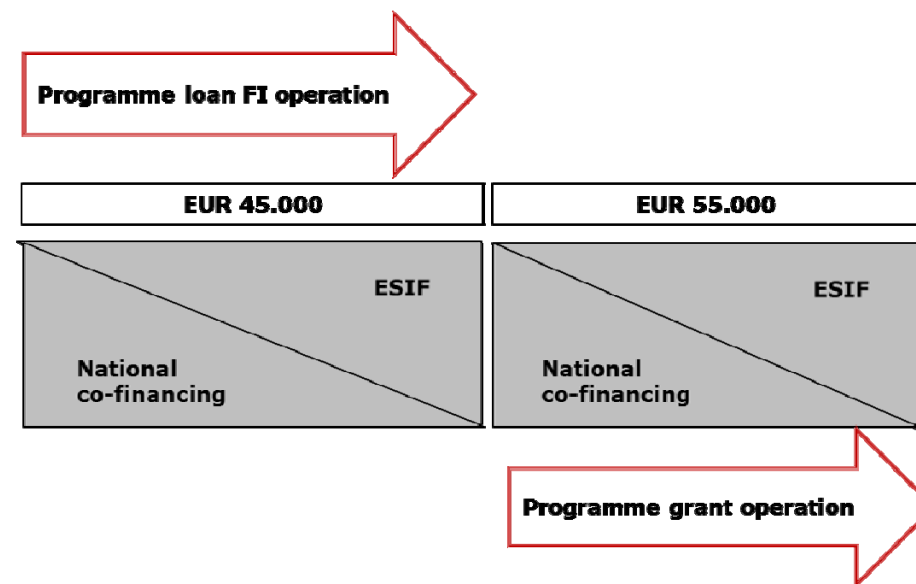 Programme loan FI operation
EUR 45.000
EUR 55.000
ESIF
ESIF
National
co-financing
National
co-financing
Programme grant operation